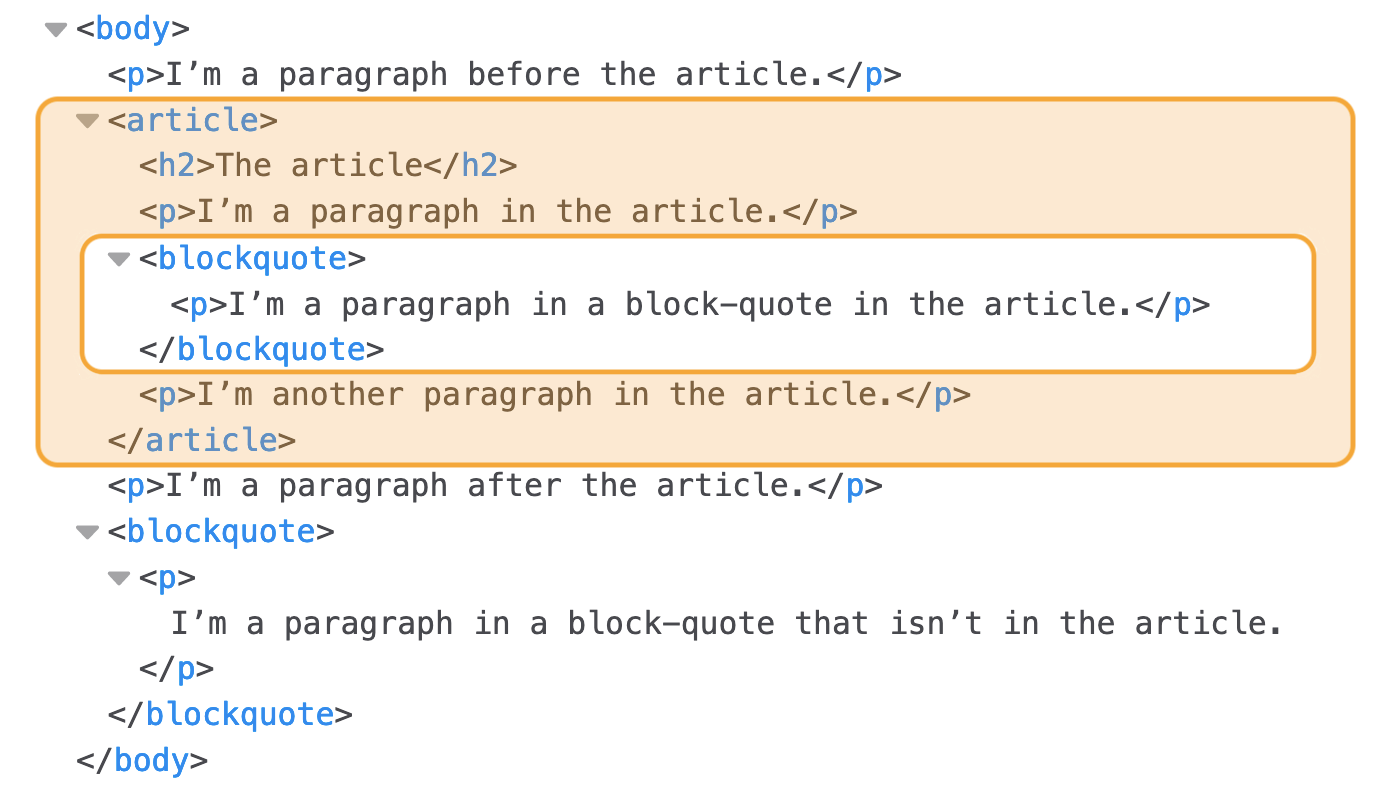 <body>
<p>I’m a paragraph before the article.</p>
<article>
<h2>The article</h2>
<p>I’m a paragraph in the article.</p>
<blockquote>
<p>I’m a paragraph in a block-quote in the article.</p>
</blockquote>
<p>I’m another paragraph in the article.</p>
</article>
<p>I’m a paragraph after the article.</p>
<blockquote>
<p>
I’m a paragraph in a block-quote that isn’t in the article.
</p>
</blockquote>
</body>